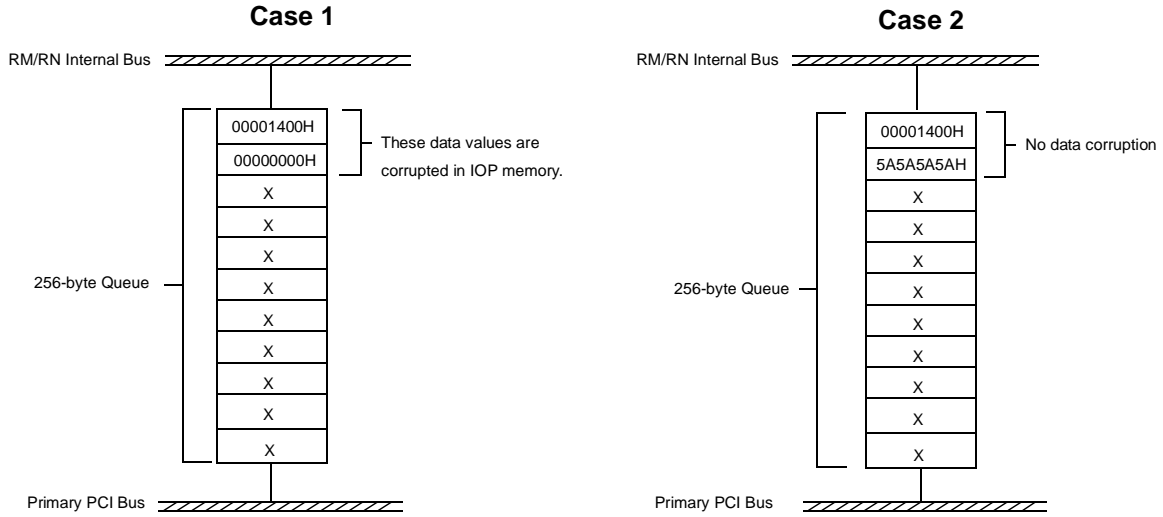 Case 1
RM/RN Internal Bus
00001400H
00000000H
These data values are
corrupted in IOP memory.
X
X
X
X
X
X
X
X
X
256-byte Queue
Primary PCI Bus
Case 2
RM/RN Internal Bus
00001400H
5A5A5A5AH
No data corruption
X
X
X
X
X
X
X
X
X
256-byte Queue
Primary PCI Bus